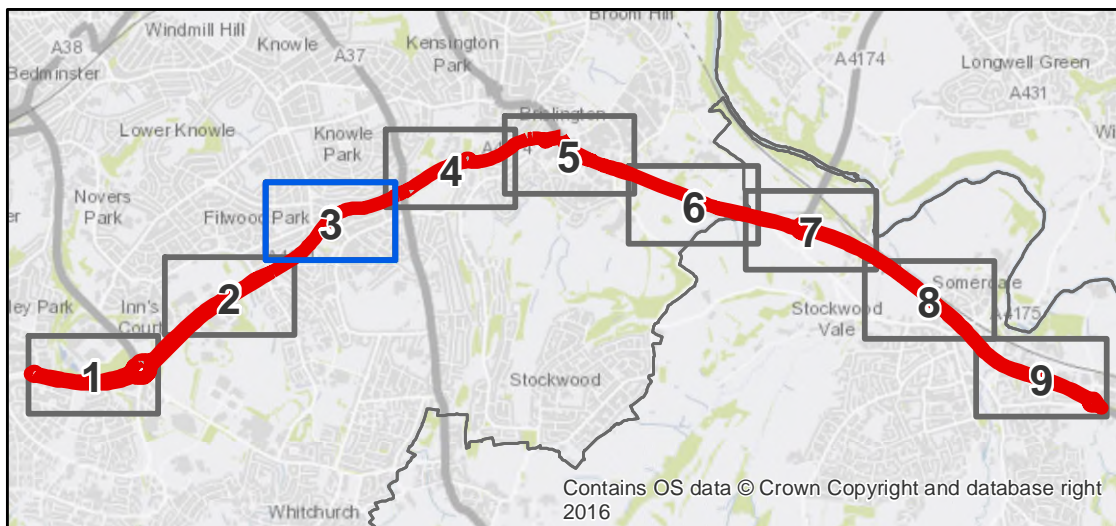 Windmill Hill
Broom Hill
A38
Knowle
A37
Kensington
Park
A4174
Longwell Green
Bedminster
A431
Brislington
Lower Knowle
Knowle
Park
4
5
Novers
Park
Filwood Park
3
6
7
Inn's
Court
2
Stockwood
Vale
8
Somerdale
A4175
1
Stockwood
9
Whitchurch
Contains OS data © Crown Copyright and database right
2016